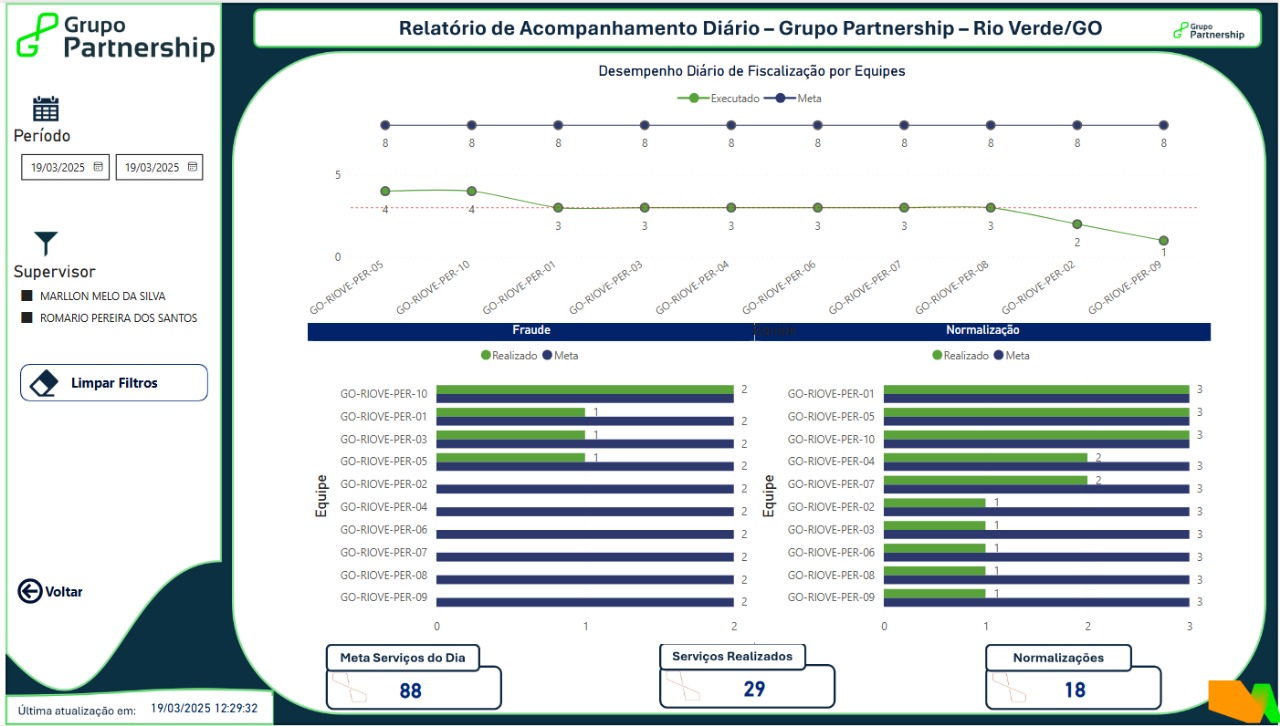 Grupo
Partnership
Relatório de Acompanhamento Diário – Grupo Partnership – Rio Verde/GO
Grupo
Partnership
Período
19/03/2025 19/03/2025
Supervisor
MARLLON MELO DA SILVA
ROMARIO PEREIRA DOS SANTOS
Limpar Filtros
Voltar
Última atualização em: 19/03/2025 12:29:32
Desempenho Diário de Fiscalização por Equipes
Executado Meta
8 8 8 8 8 8 8 8 8 8
5
4 4 3 3 3 3 3 3 2 1
0
GO-RIOVE-PER-05 GO-RIOVE-PER-10 GO-RIOVE-PER-01 GO-RIOVE-PER-03 GO-RIOVE-PER-04 GO-RIOVE-PER-06 GO-RIOVE-PER-07 GO-RIOVE-PER-08 GO-RIOVE-PER-02 GO-RIOVE-PER-09
Equipe
Fraude
Realizado Meta
Equipe
GO-RIOVE-PER-10 2
GO-RIOVE-PER-01 1 2
GO-RIOVE-PER-03 1 2
GO-RIOVE-PER-05 1 2
GO-RIOVE-PER-02 2
GO-RIOVE-PER-04 2
GO-RIOVE-PER-06 2
GO-RIOVE-PER-07 2
GO-RIOVE-PER-08 2
GO-RIOVE-PER-09 2
0 1 2
Normalização
Realizado Meta
Equipe
GO-RIOVE-PER-01 3
GO-RIOVE-PER-05 3
GO-RIOVE-PER-10 3
GO-RIOVE-PER-04 2 3
GO-RIOVE-PER-07 2 3
GO-RIOVE-PER-02 1 3
GO-RIOVE-PER-03 1 3
GO-RIOVE-PER-06 1 3
GO-RIOVE-PER-08 1 3
GO-RIOVE-PER-09 1 3
0 1 2 3
Meta Serviços do Dia
88
Serviços Realizados
29
Normalizações
18